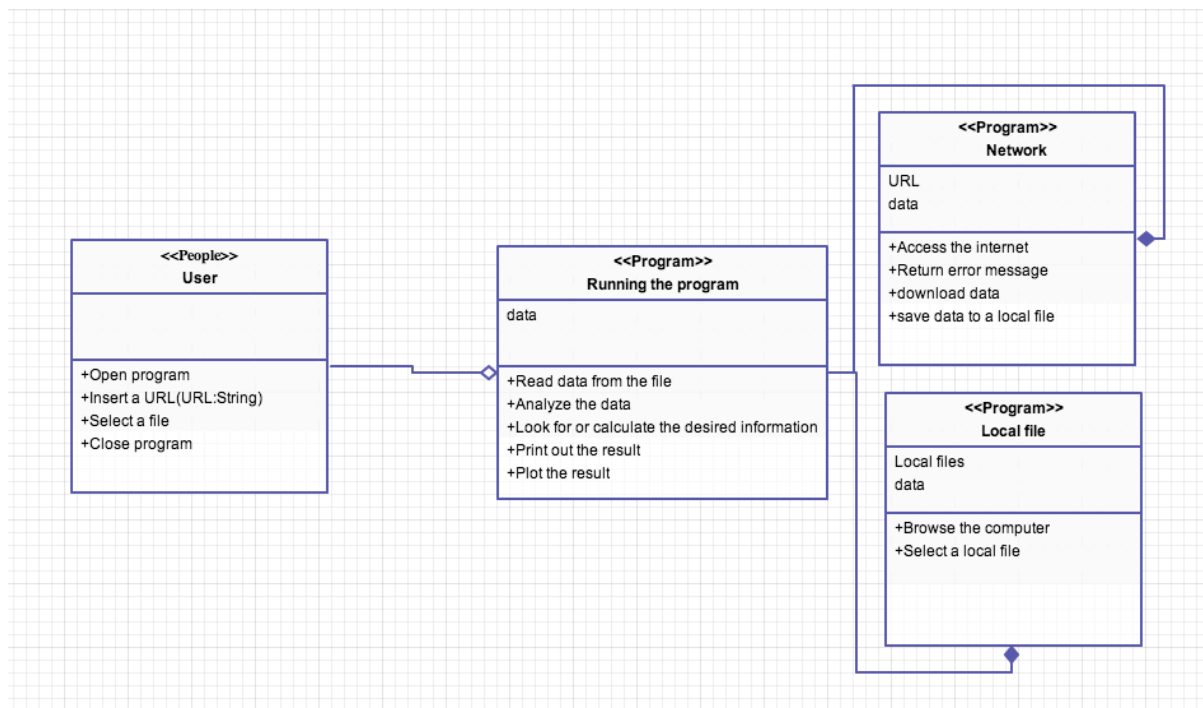 <<People>>
User
+Open program
+Insert a URL(URL:String)
+Select a file
+Close program
<<Program>>
Running the program
data
+Read data from the file
+Analyze the data
+Look for or calculate the desired information
+Print out the result
+Plot the result
<<Program>>
Network
URL
data
+Access the internet
+Return error message
+download data
+save data to a local file
<<Program>>
Local file
Local files
data
+Browse the computer
+Select a local file